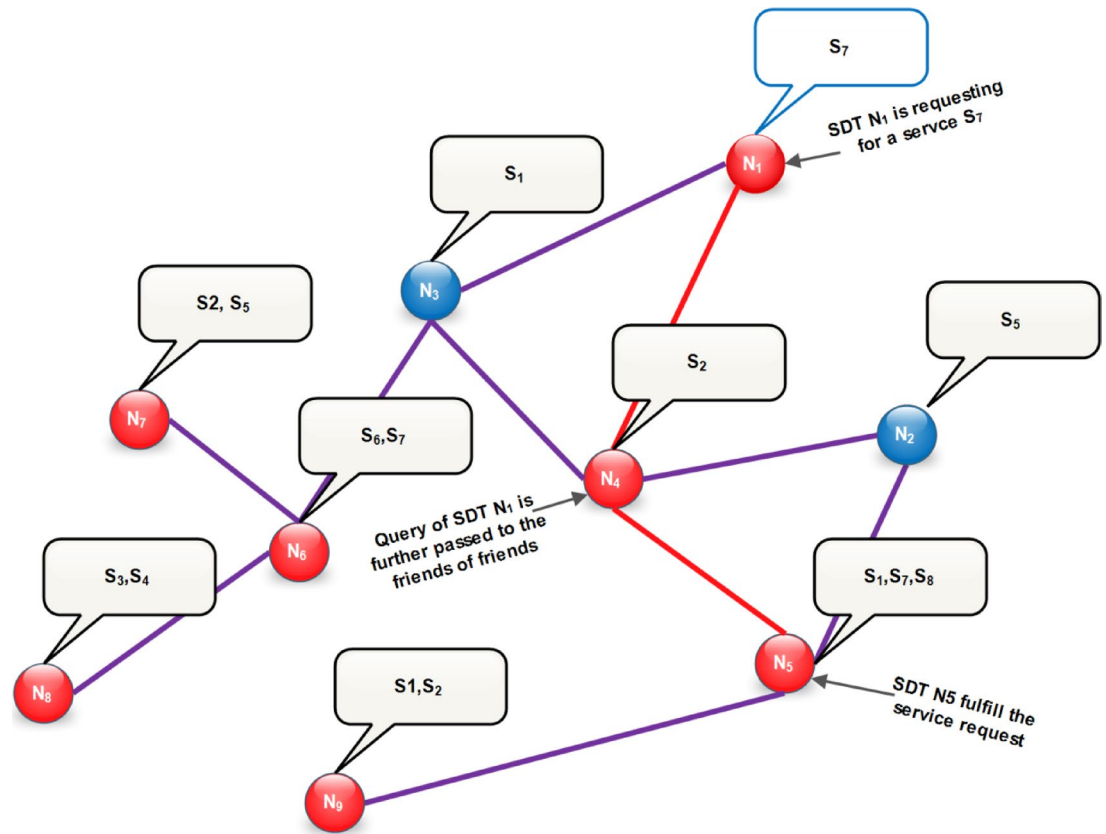 S₇
SDT N₁ is requesting
for a servce S₇
N₁
S₁
N₃
S2, S₅
S₅
S₂
N₇
S₆,S₇
N₂
N₄
Query of SDT N₁ is
further passed to the
friends of friends
N₆
S₃,S₄
S₁,S₇,S₈
N₅
N₈
S1,S₂
SDT N5 fulfill the
service request
N₉